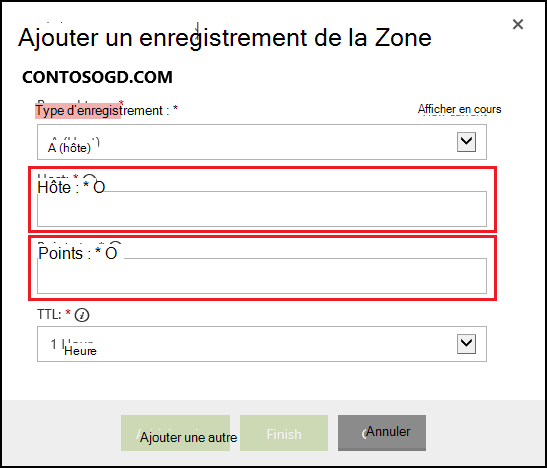 Ajouter un enregistrement de la Zone
CONTOSOGD.COM
Type d'enregistrement : * Afficher en cours
A (hôte)
Hôte : * O
Points : * O
TTL: *
1 Heure
Ajouter une autre Finish Annuler